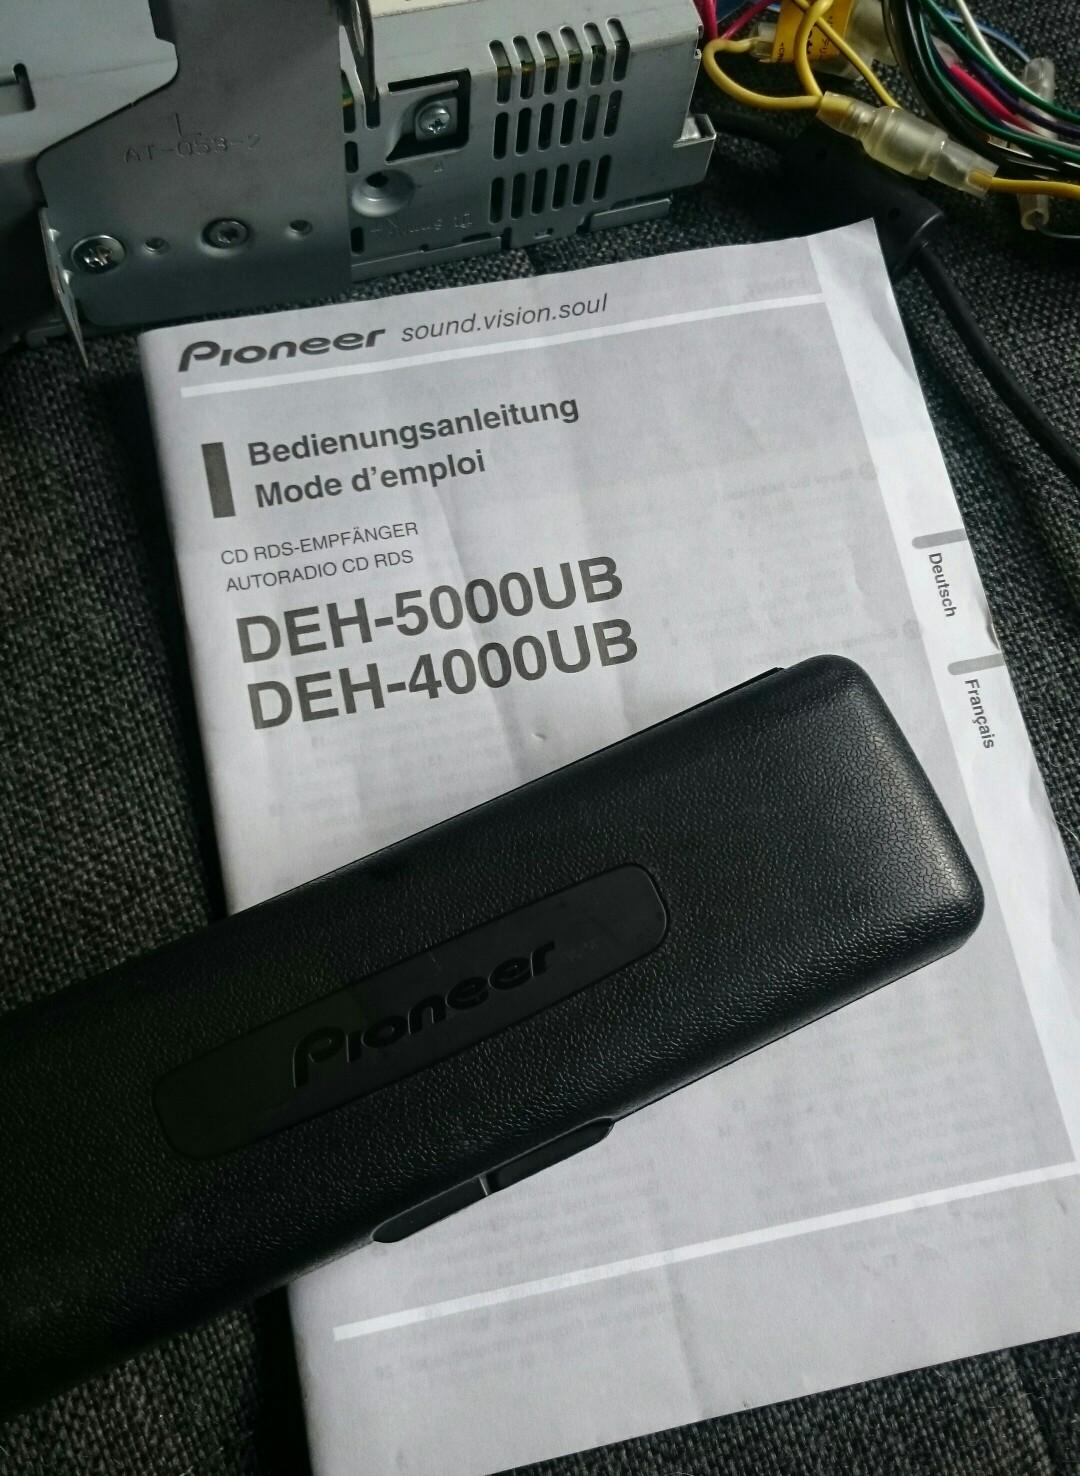 AT-053-2
Pioneer sound.vision.soul
Bedienungsanleitung
Mode d'emploi
CD RDS-EMPFÄNGER
AUTORADIO CD RDS
DEH-5000UB
DEH-4000UB
Deutsch
Français
Pioneer